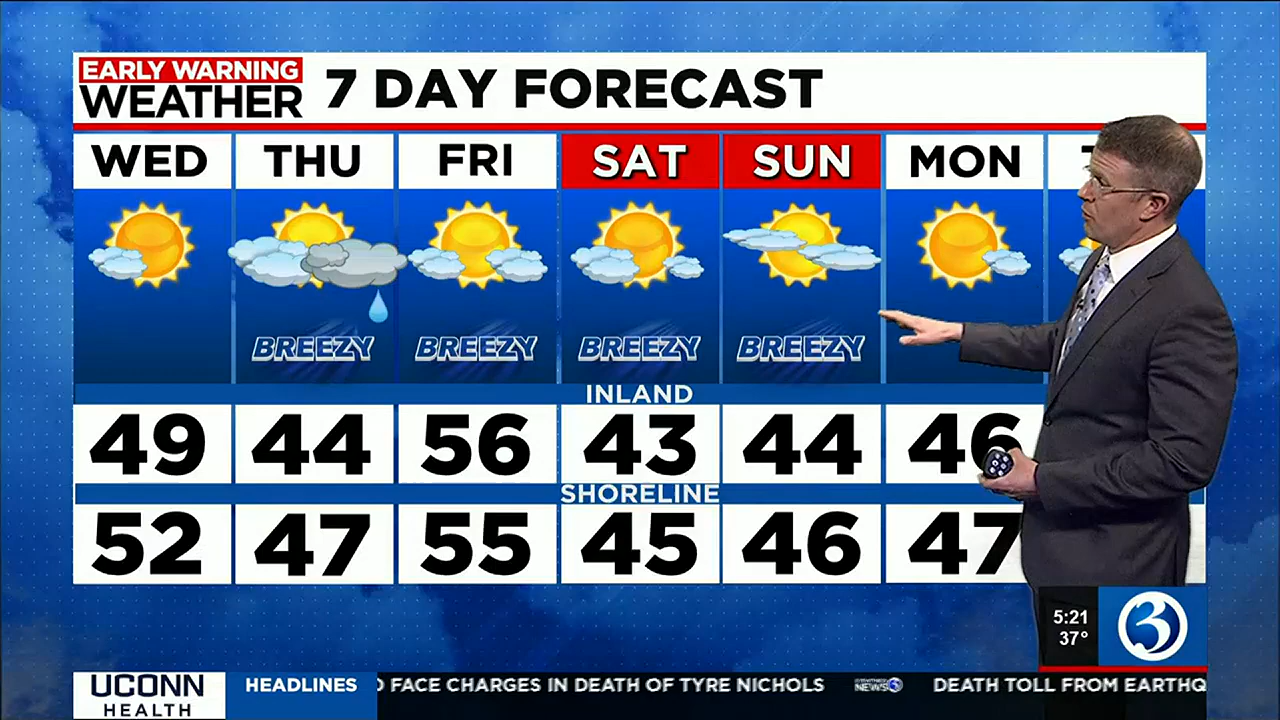 EARLY WARNING
WEATHER
7 DAY FORECAST
WED THU FRI SAT SUN MON
BREEZY BREEZY BREEZY BREEZY
INLAND
49 44 56 43 44 46
SHORELINE
52 47 55 45 46 47
5:21
37°
3
UCONN
HEALTH
HEADLINES
FACE CHARGES IN DEATH OF TYRE NICHOLS
NEWS 3
DEATH TOLL FROM EARTHQ